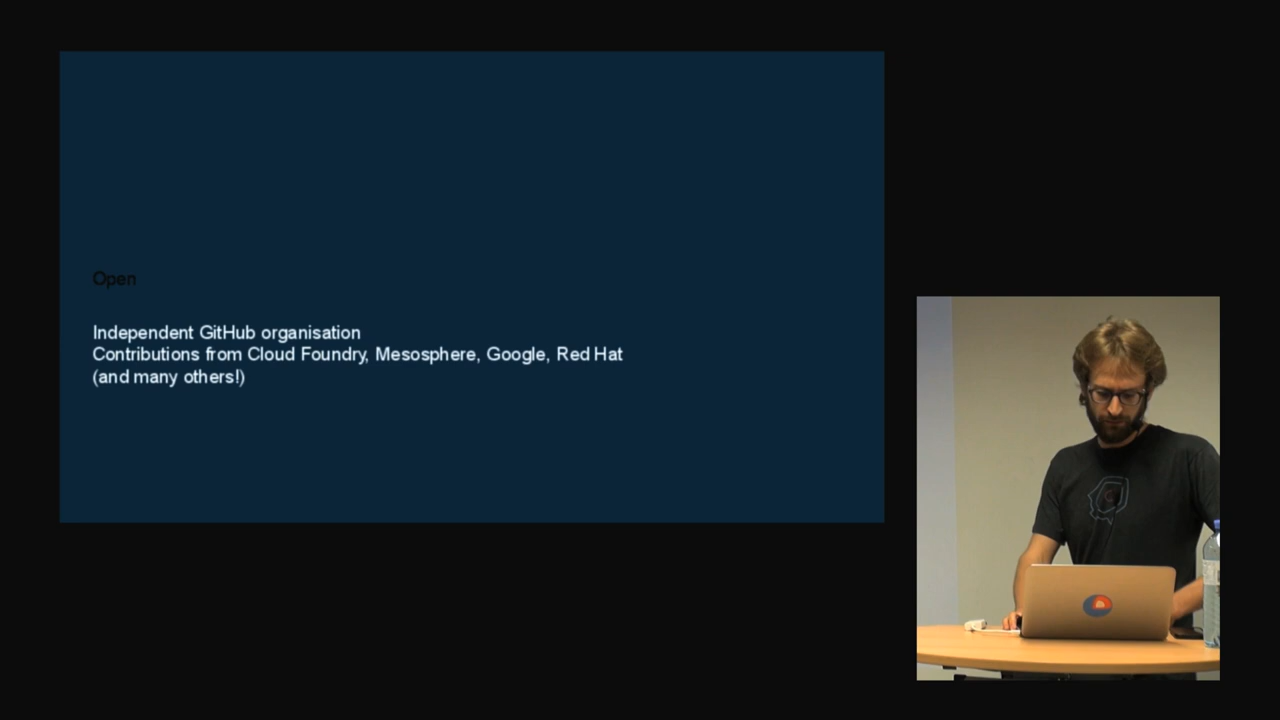 Open
Independent GitHub organisation
Contributions from Cloud Foundry, Mesosphere, Google, Red Hat
(and many others!)